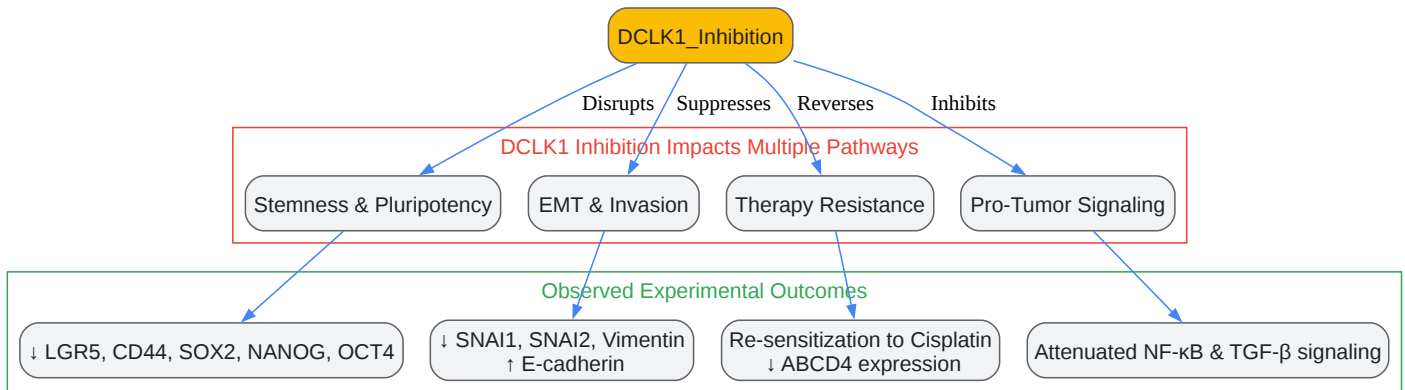 DCLK1_Inhibition
Disrupts
Suppresses
Reverses
Inhibits
DCLK1 Inhibition Impacts Multiple Pathways
Stemness & Pluripotency
EMT & Invasion
Therapy Resistance
Pro-Tumor Signaling
Observed Experimental Outcomes
↓ LGR5, CD44, SOX2, NANOG, OCT4
↓ SNAI1, SNAI2, Vimentin
↑ E-cadherin
Re-sensitization to Cisplatin
↓ ABCD4 expression
Attenuated NF-κB & TGF-β signaling